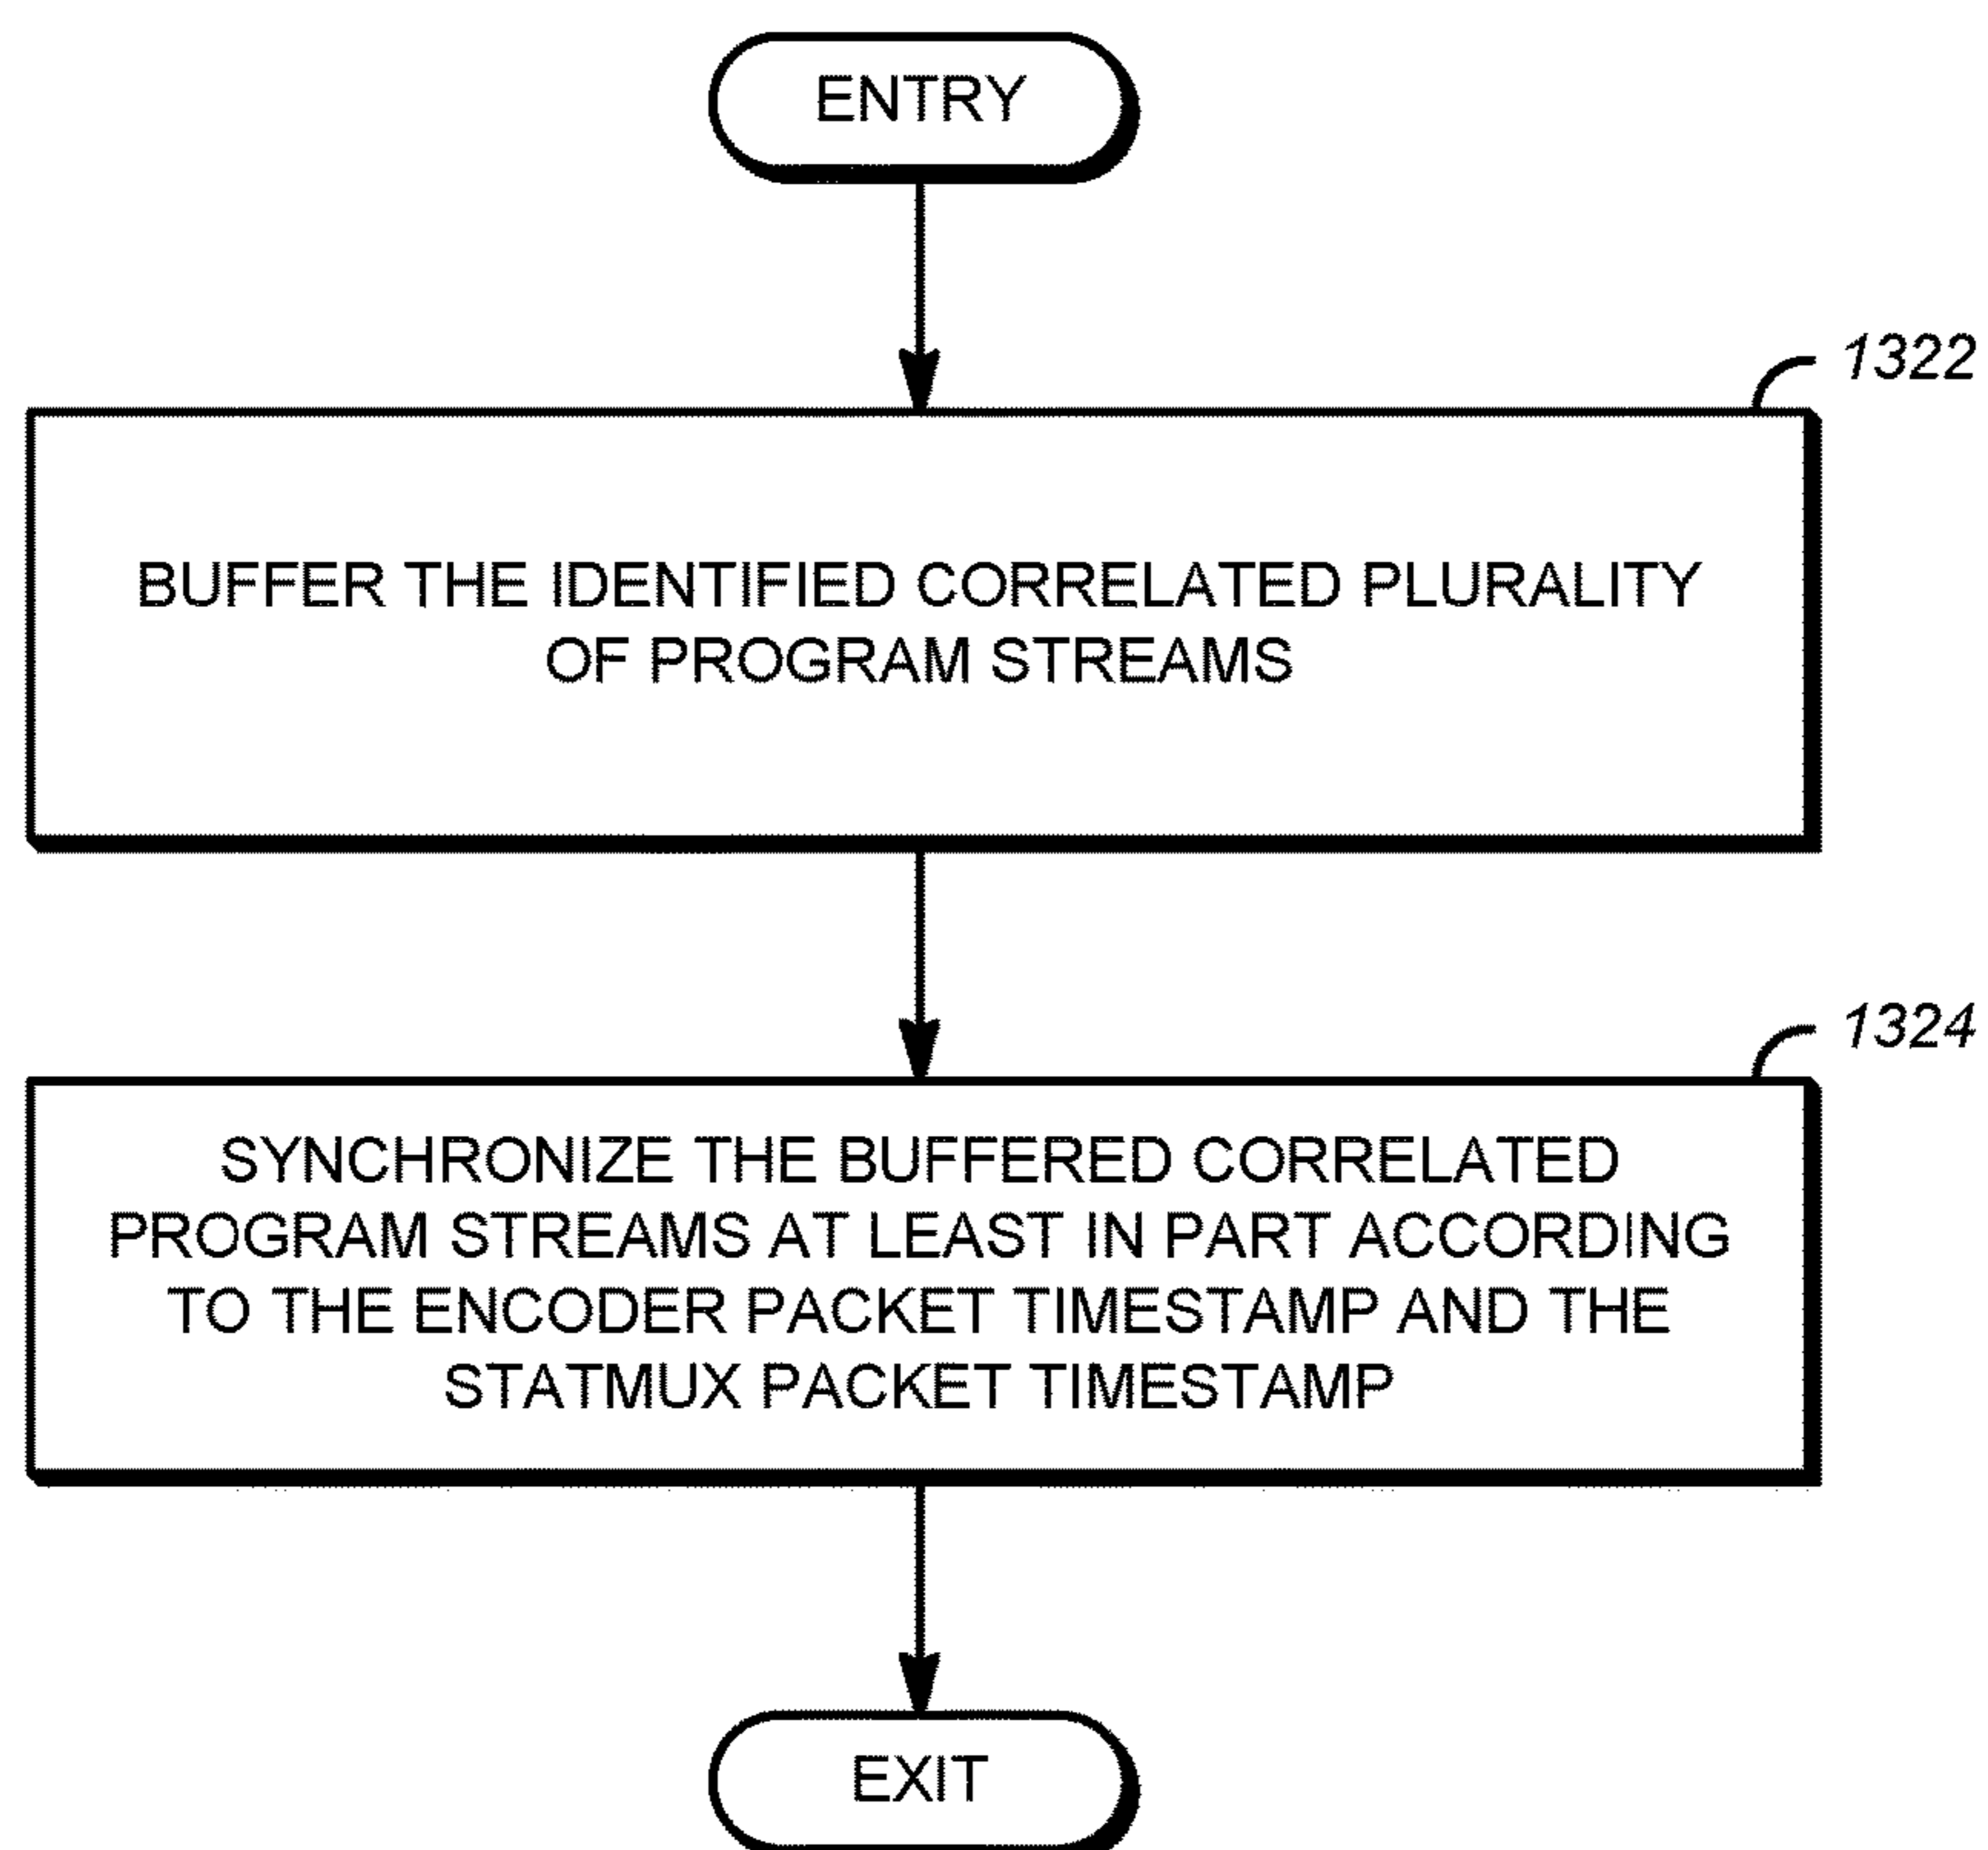 ENTRY
1322
BUFFER THE IDENTIFIED CORRELATED PLURALITY
OF PROGRAM STREAMS
1324
SYNCHRONIZE THE BUFFERED CORRELATED
PROGRAM STREAMS AT LEAST IN PART ACCORDING
TO THE ENCODER PACKET TIMESTAMP AND THE
STATMUX PACKET TIMESTAMP
EXIT